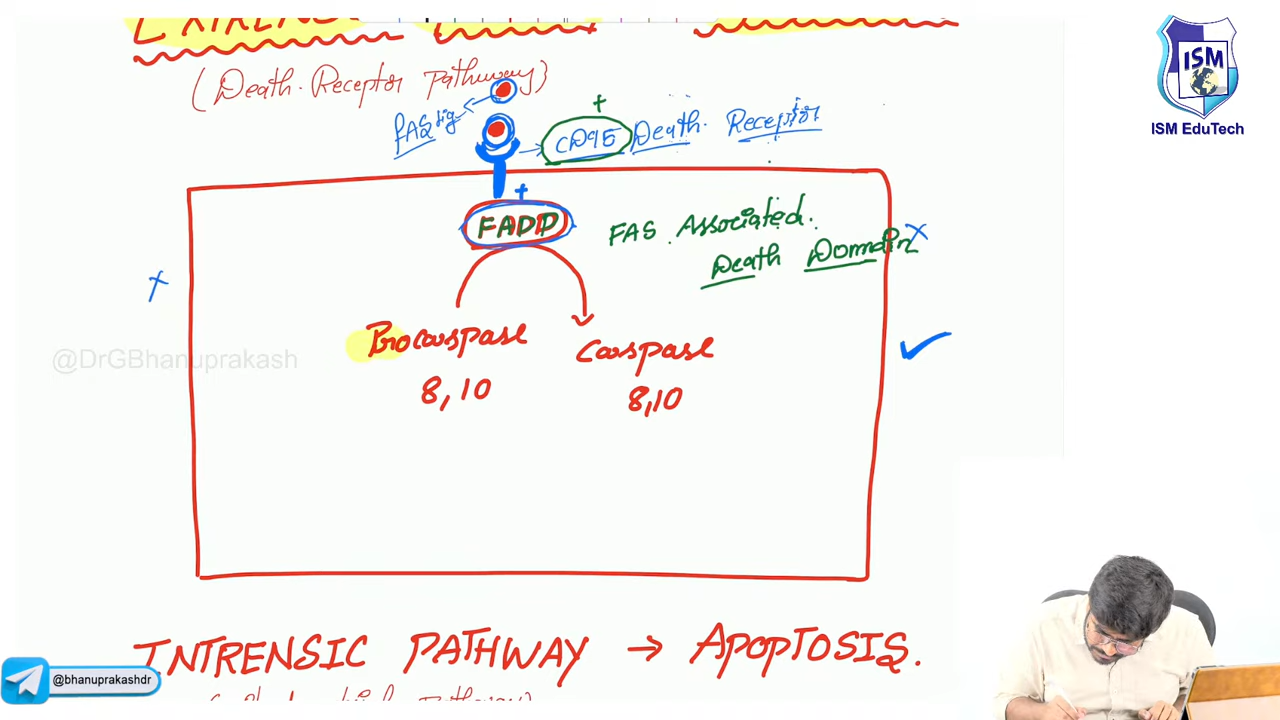 (Death Receptor Pathway)
FAS lig
CD95 Death Receptor
+
+
FADD
FAS Associated
Death Domain
Procaspase
8, 10
Caspase
8,10
@DrGBhanuprakash
INTRENSIC PATHWAY → APOPTOSIS.
@bhanuprakashdr
ISM
ISM EduTech